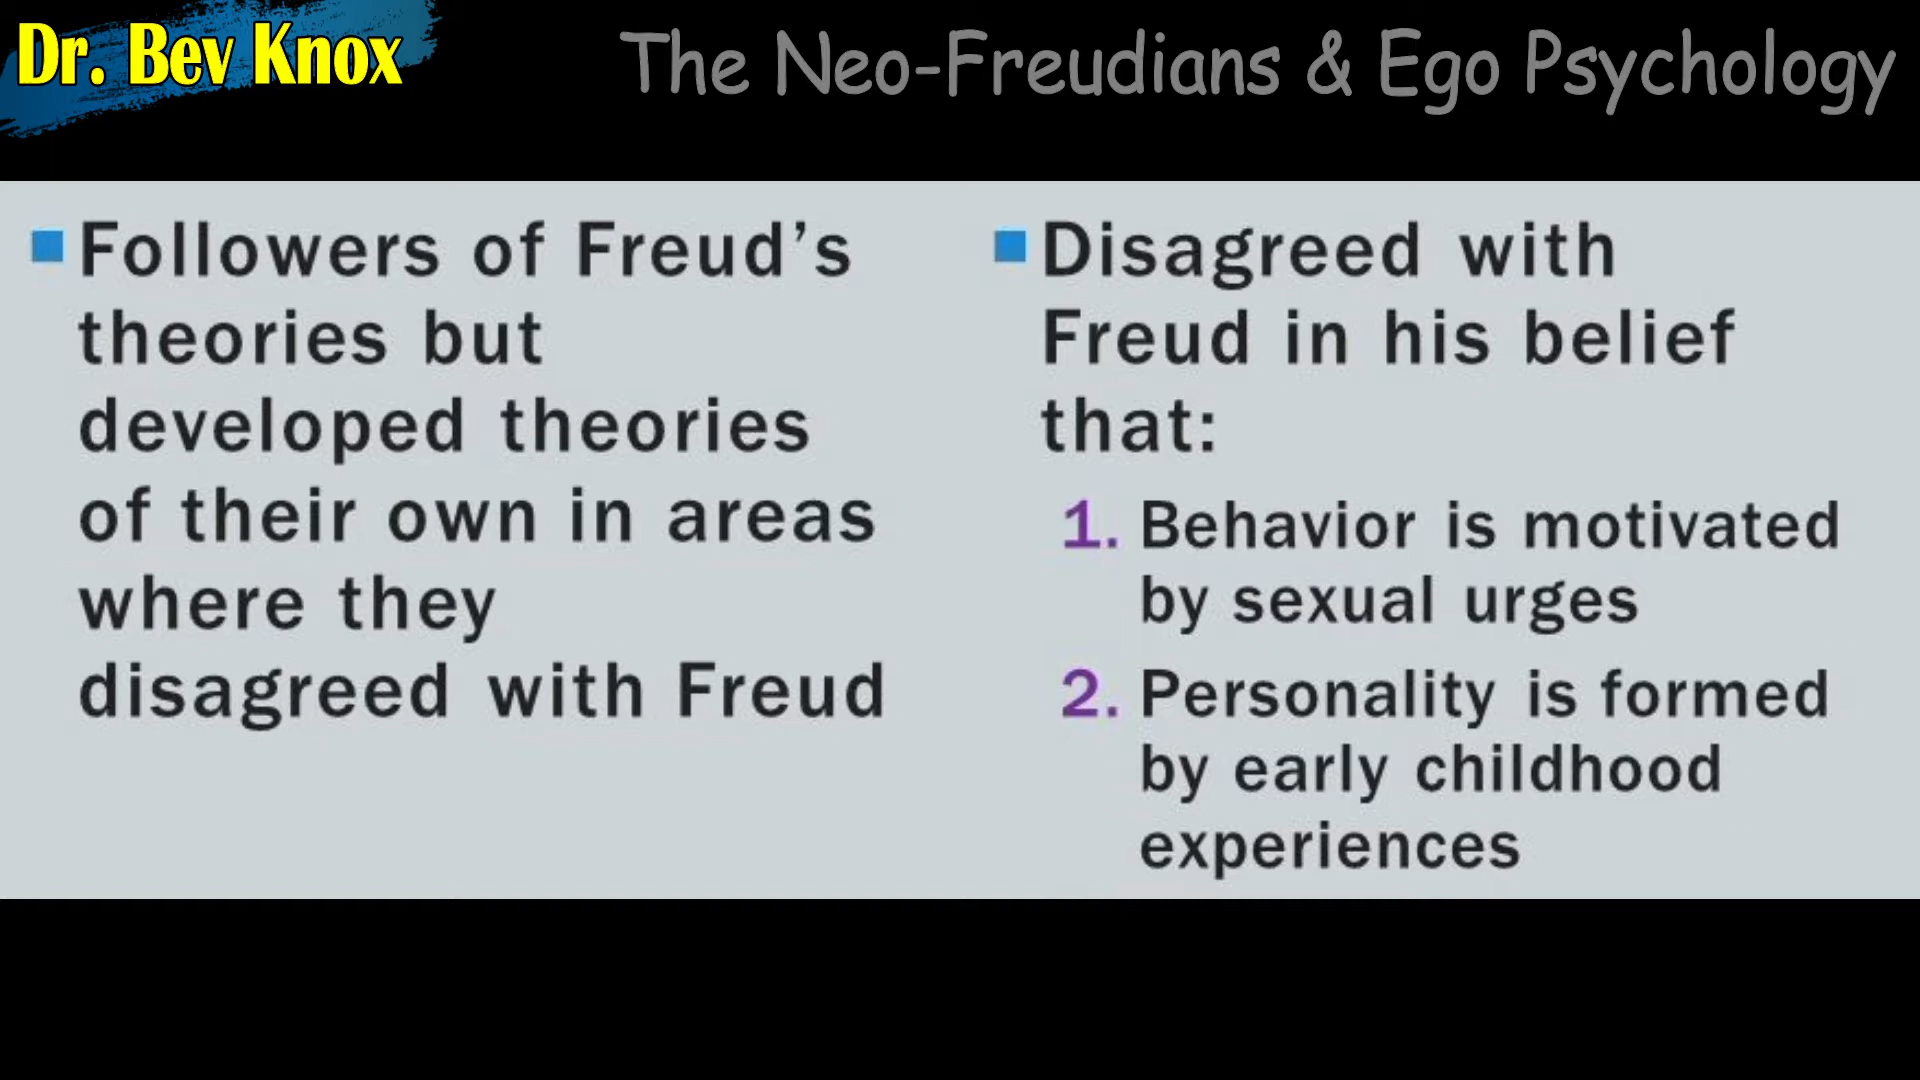 Dr. Bev Knox
The Neo-Freudians & Ego Psychology
Followers of Freud's
theories but
developed theories
of their own in areas
where they
disagreed with Freud
Disagreed with
Freud in his belief
that:
1. Behavior is motivated
by sexual urges
2. Personality is formed
by early childhood
experiences